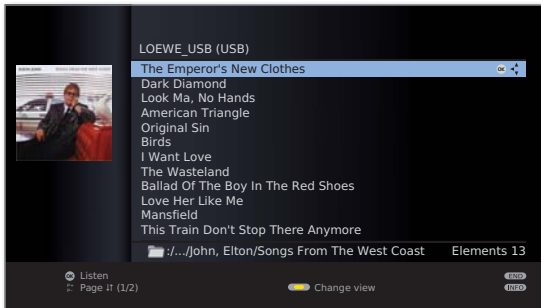 LOEWE_USB (USB)
The Emperor's New Clothes OK
Dark Diamond
Look Ma, No Hands
American Triangle
Original Sin
Birds
I Want Love
The Wasteland
Ballad Of The Boy In The Red Shoes
Love Her Like Me
Mansfield
This Train Don't Stop There Anymore
:/.../John, Elton/Songs From The West Coast Elements 13
OK Listen END
P+ P- Page ↓↑ (1/2) Change view INFO